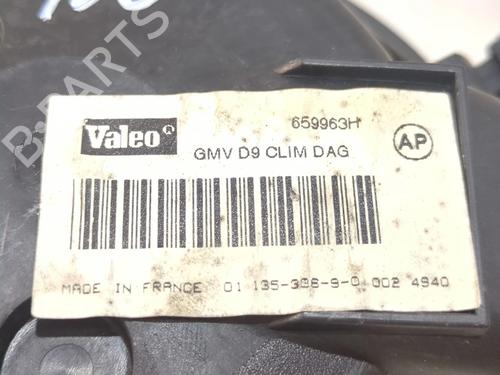 Valeo R
659963H
GMV D9 CLIM DAG
AP
MADE IN FRANCE 01 135-308-9-0 002 4940
B-PARTS